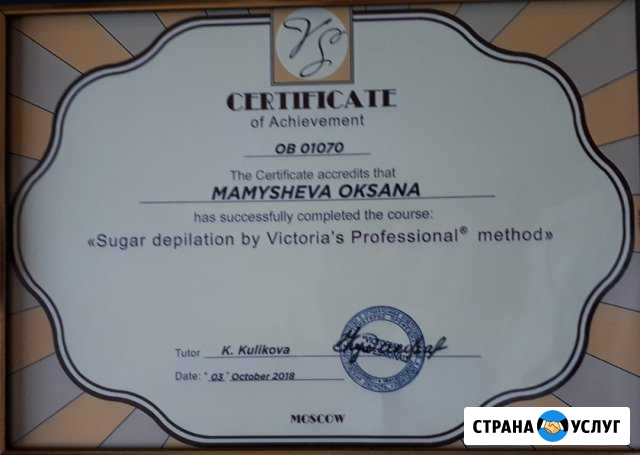 VS
CERTIFICATE
of Achievement
OB 01070
The Certificate accredits that
MAMYSHEVA OKSANA
has successfully completed the course:
«Sugar depilation by Victoria's Professional® method»
Tutor K. Kulikova
Date: "03" October 2018
MOSCOW
СТРАНА УСЛУГ